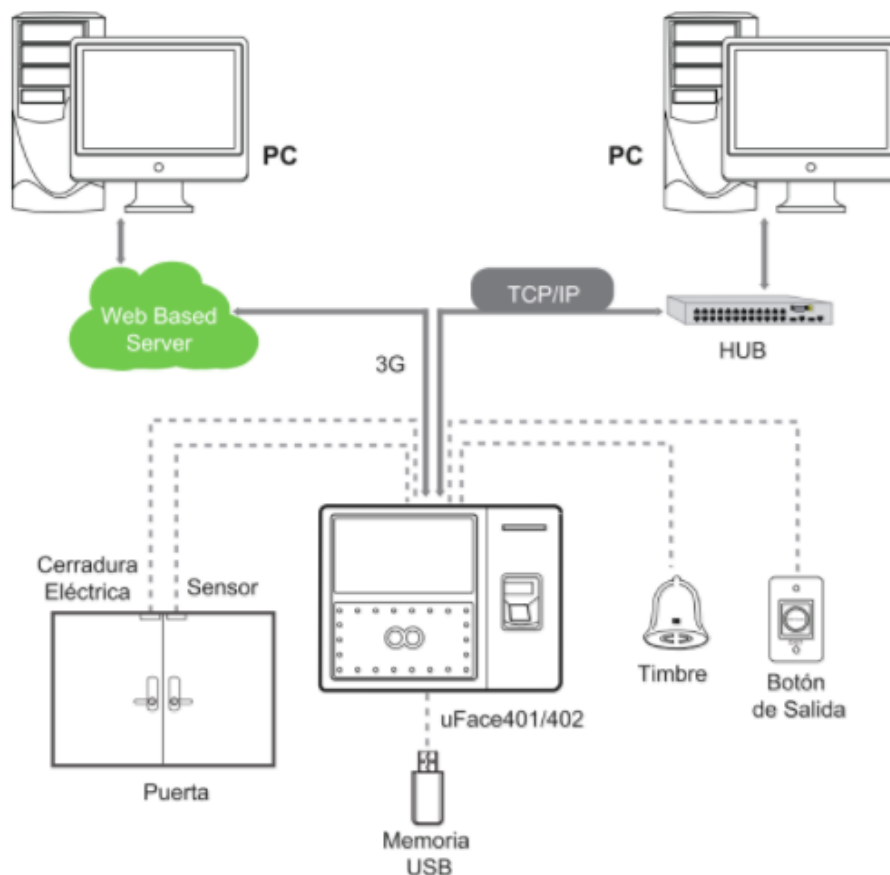 PC
PC
TCP/IP
Web Based
Server
HUB
3G
Cerradura
Eléctrica
Sensor
Timbre
Botón
de Salida
uFace401/402
Puerta
Memoria
USB